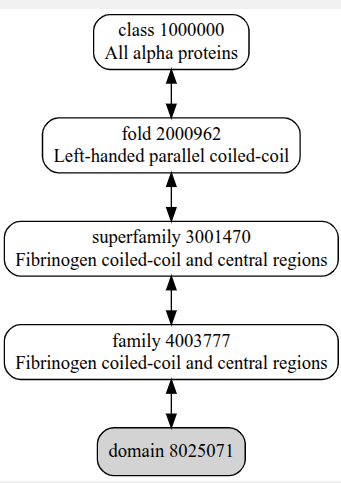 class 1000000
All alpha proteins
fold 2000962
Left-handed parallel coiled-coil
superfamily 3001470
Fibrinogen coiled-coil and central regions
family 4003777
Fibrinogen coiled-coil and central regions
domain 8025071